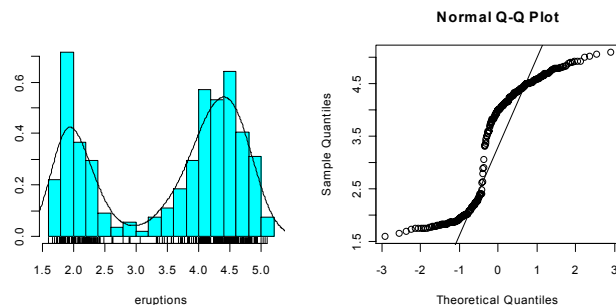 Normal Q-Q Plot
0.0 0.2 0.4 0.6
1.5 2.0 2.5 3.0 3.5 4.0 4.5 5.0
eruptions
Sample Quantiles
1.5 2.5 3.5 4.5
-3 -2 -1 0 1 2 3
Theoretical Quantiles